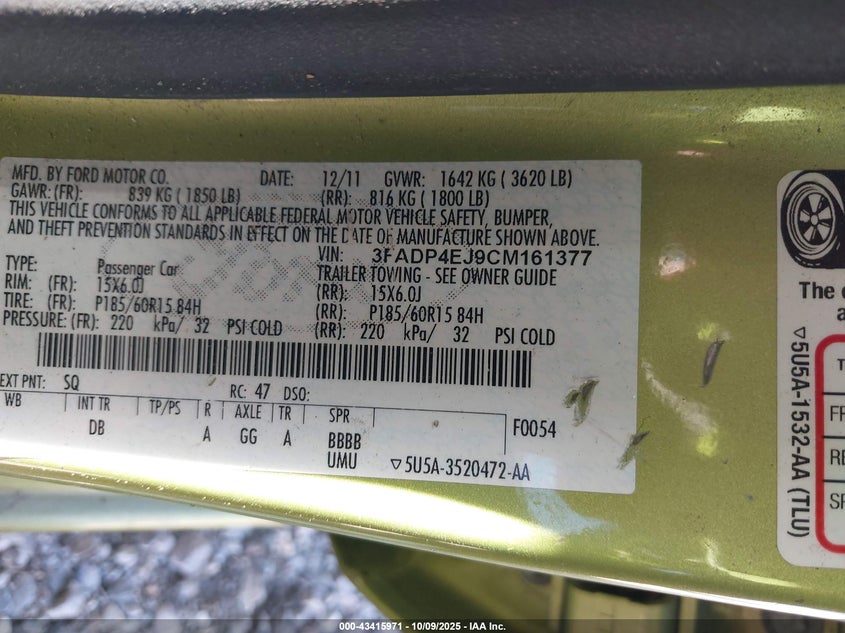 MFD. BY FORD MOTOR CO. DATE: 12/11 GVWR: 1642 KG ( 3620 LB)
GAWR: (FR): 839 KG ( 1850 LB) (RR): 816 KG ( 1800 LB)
THIS VEHICLE CONFORMS TO ALL APPLICABLE FEDERAL MOTOR VEHICLE SAFETY, BUMPER,
AND THEFT PREVENTION STANDARDS IN EFFECT ON THE DATE OF MANUFACTURE SHOWN ABOVE.
VIN: 3FADP4EJ9CM161377
TYPE: Passenger Car TRAILER TOWING - SEE OWNER GUIDE
RIM: (FR): 15X6.0J (RR): 15X6.0J
TIRE: (FR): P185/60R15 84H (RR): P185/60R15 84H
PRESSURE: (FR): 220 kPa/ 32 PSI COLD (RR): 220 kPa/ 32 PSI COLD
EXT PNT: SQ RC: 47 DSO:
WB INT TR TP/PS R AXLE TR SPR F0054
DB A GG A BBBB
UMU ▽5U5A-3520472-AA
The
a
▽5U5A-1532-AA (TLU)
T
FR
RE
SP
000-43415971 - 10/09/2025 - IAA Inc.